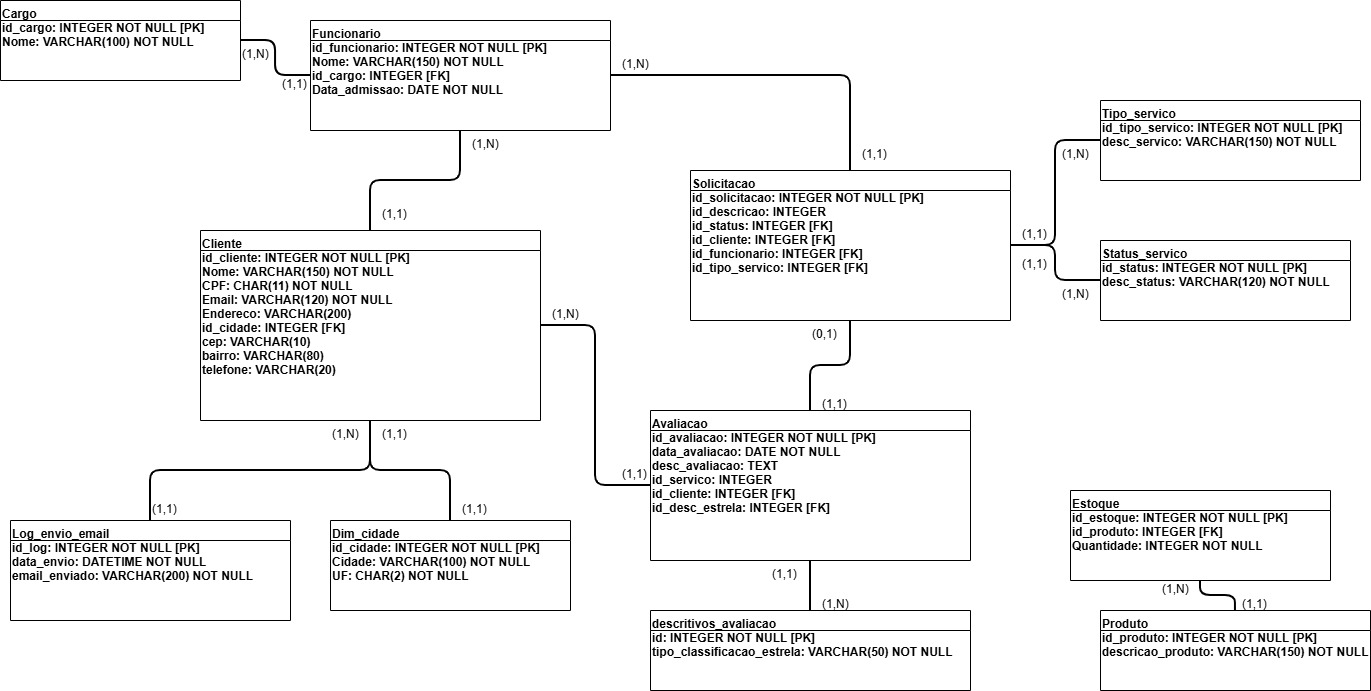 Cargo
id_cargo: INTEGER NOT NULL [PK]
Nome: VARCHAR(100) NOT NULL
(1,N)
(1,1)
Funcionario
id_funcionario: INTEGER NOT NULL [PK]
Nome: VARCHAR(150) NOT NULL
id_cargo: INTEGER [FK]
Data_admissao: DATE NOT NULL
(1,N)
(1,1)
(1,N)
(1,1)
Tipo_servico
id_tipo_servico: INTEGER NOT NULL [PK]
desc_servico: VARCHAR(150) NOT NULL
(1,N)
Solicitacao
id_solicitacao: INTEGER NOT NULL [PK]
id_descricao: INTEGER
id_status: INTEGER [FK]
id_cliente: INTEGER [FK]
id_funcionario: INTEGER [FK]
id_tipo_servico: INTEGER [FK]
(1,1)
(1,1)
(1,N)
Status_servico
id_status: INTEGER NOT NULL [PK]
desc_status: VARCHAR(120) NOT NULL
Cliente
id_cliente: INTEGER NOT NULL [PK]
Nome: VARCHAR(150) NOT NULL
CPF: CHAR(11) NOT NULL
Email: VARCHAR(120) NOT NULL
Endereco: VARCHAR(200)
id_cidade: INTEGER [FK]
cep: VARCHAR(10)
bairro: VARCHAR(80)
telefone: VARCHAR(20)
(1,N)
(1,1)
(0,1)
(1,1)
(1,N)
(1,1)
Avaliacao
id_avaliacao: INTEGER NOT NULL [PK]
data_avaliacao: DATE NOT NULL
desc_avaliacao: TEXT
id_servico: INTEGER
id_cliente: INTEGER [FK]
id_desc_estrela: INTEGER [FK]
(1,1)
(1,1)
Log_envio_email
id_log: INTEGER NOT NULL [PK]
data_envio: DATETIME NOT NULL
email_enviado: VARCHAR(200) NOT NULL
Dim_cidade
id_cidade: INTEGER NOT NULL [PK]
Cidade: VARCHAR(100) NOT NULL
UF: CHAR(2) NOT NULL
Estoque
id_estoque: INTEGER NOT NULL [PK]
id_produto: INTEGER [FK]
Quantidade: INTEGER NOT NULL
(1,1)
(1,N)
(1,N)
(1,1)
descritivos_avaliacao
id: INTEGER NOT NULL [PK]
tipo_classificacao_estrela: VARCHAR(50) NOT NULL
Produto
id_produto: INTEGER NOT NULL [PK]
descricao_produto: VARCHAR(150) NOT NULL